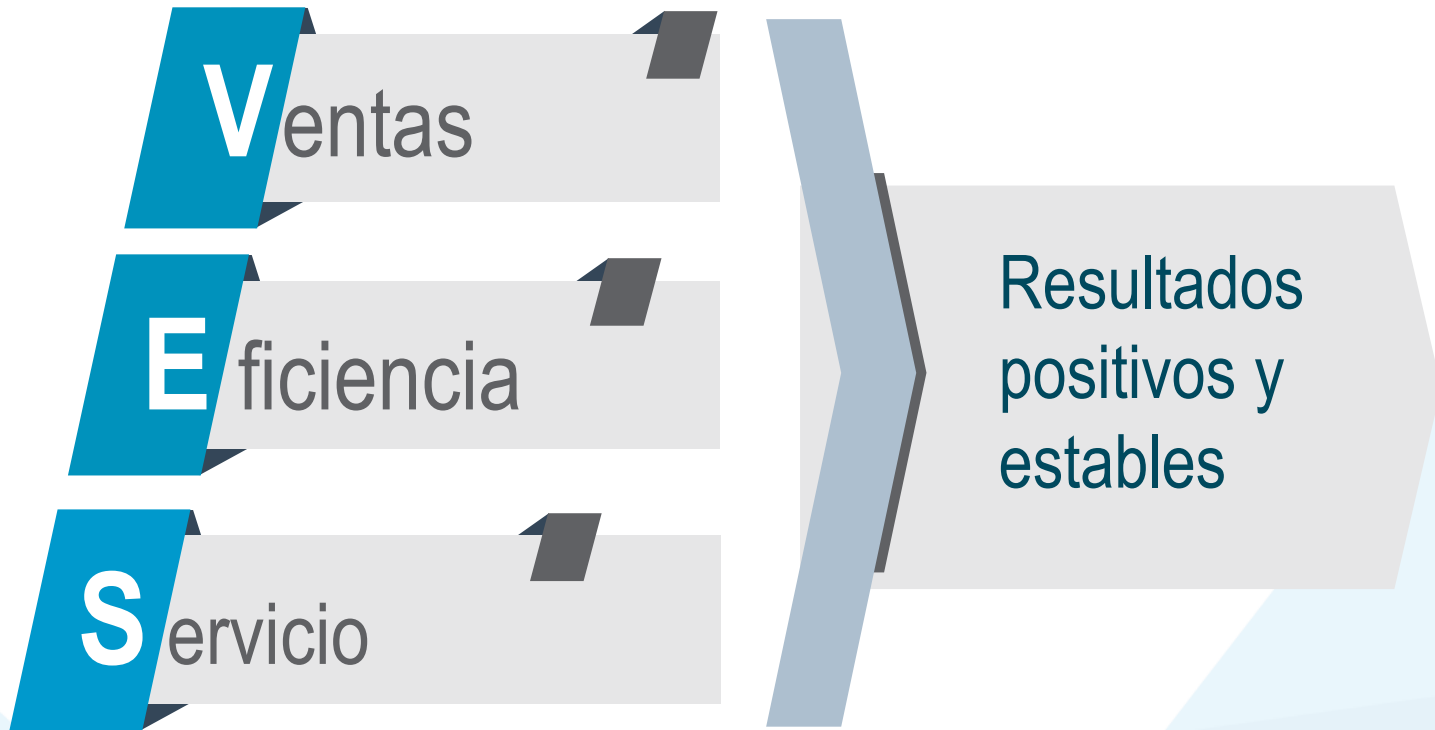 Ventas
Eficiencia
Servicio
Resultados
positivos y
estables